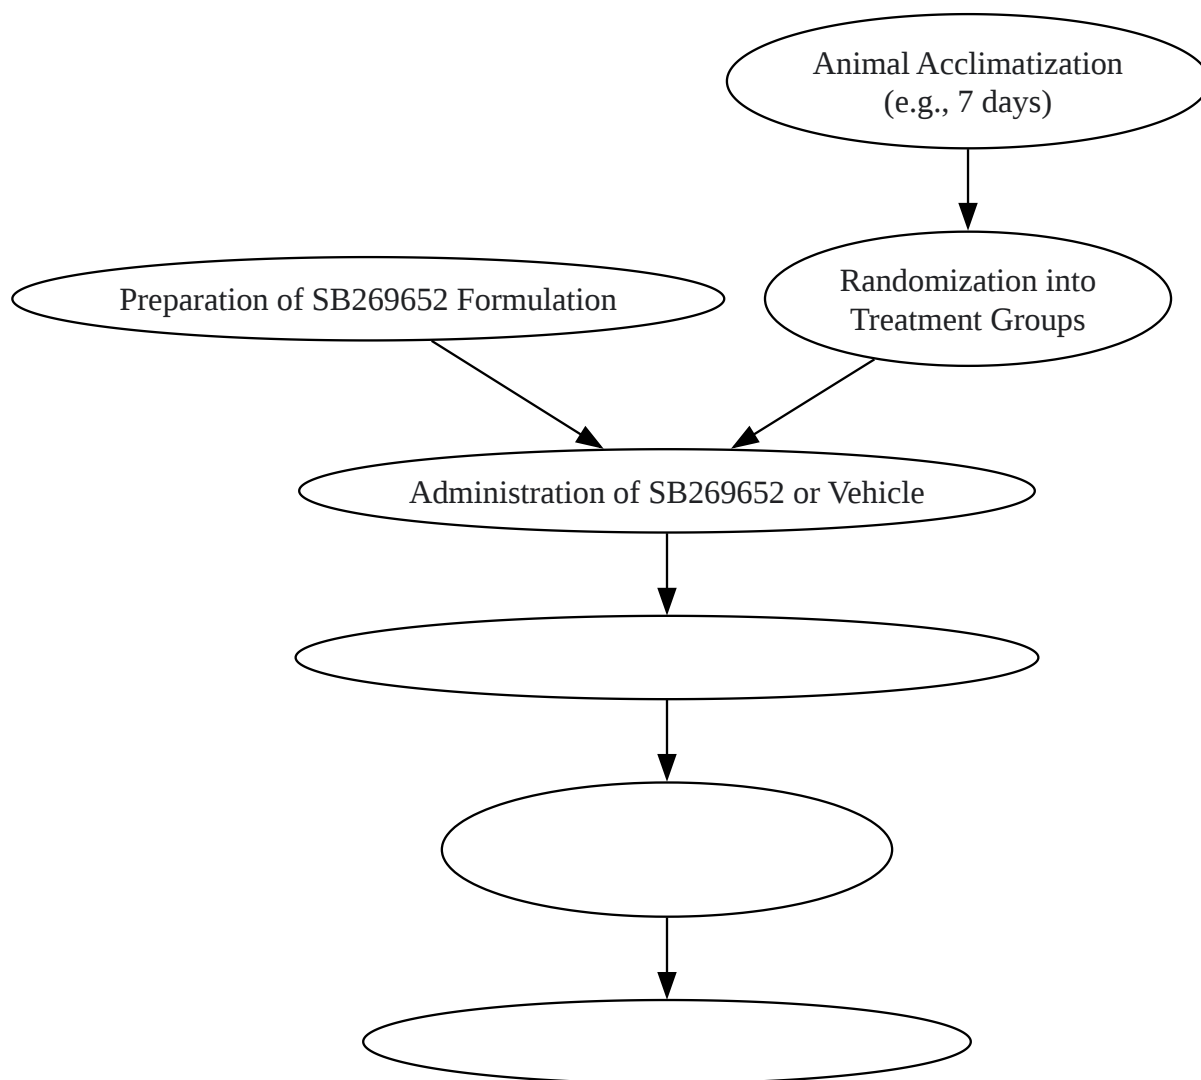 Animal Acclimatization
(e.g., 7 days)
Preparation of SB269652 Formulation
Randomization into
Treatment Groups
Administration of SB269652 or Vehicle